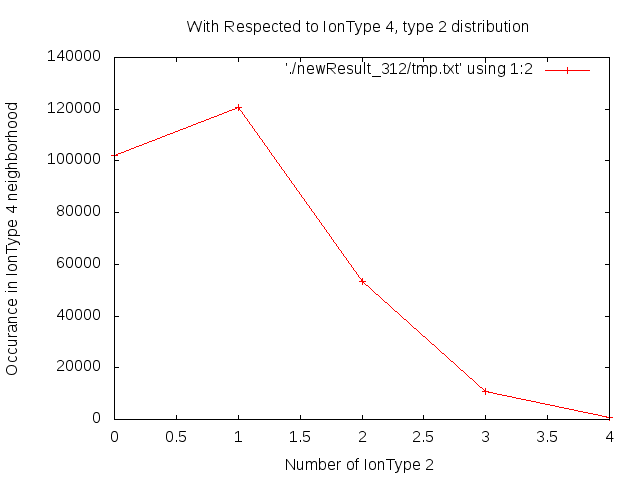 With Respected to IonType 4, type 2 distribution
'./newResult_312/tmp.txt' using 1:2
Occurance in IonType 4 neighborhood
140000
120000
100000
80000
60000
40000
20000
0
0 0.5 1 1.5 2 2.5 3 3.5 4
Number of IonType 2